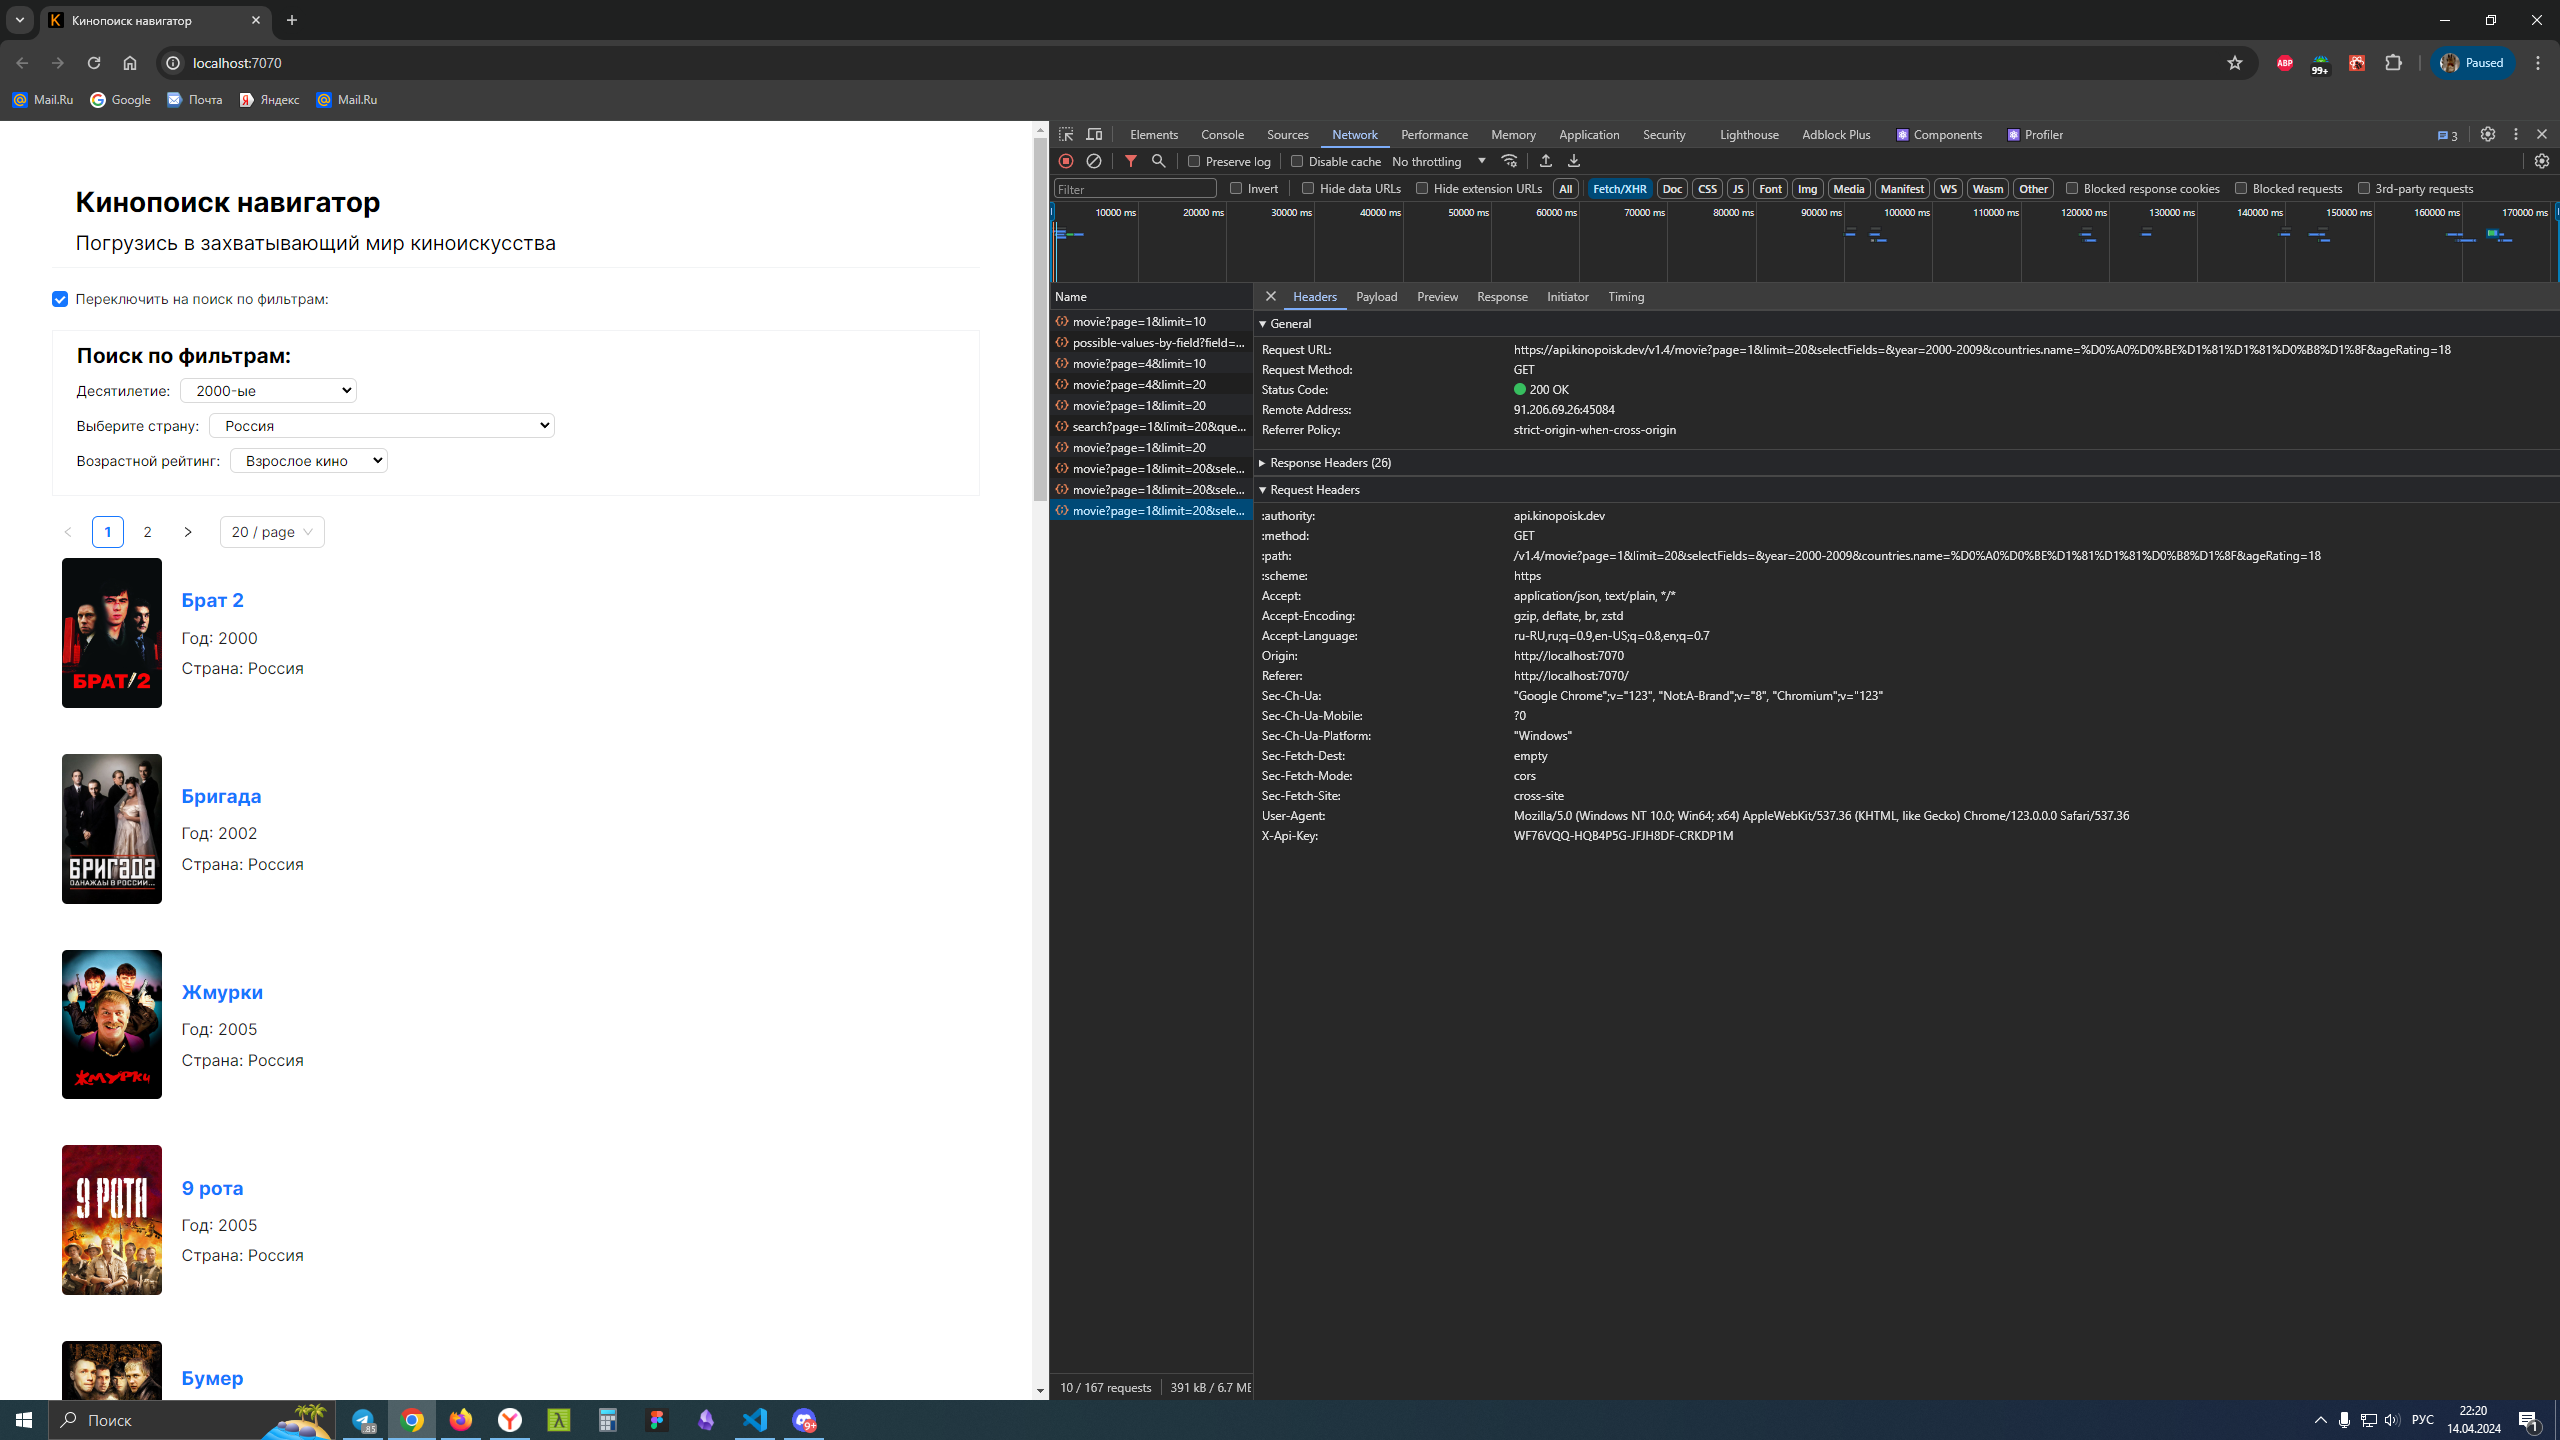 Кинопоиск навигатор
localhost:7070
ABP
99+
Paused
Mail.Ru
Google
Почта
Яндекс
Mail.Ru
Кинопоиск навигатор
Погрузись в захватывающий мир киноискусства
Переключить на поиск по фильтрам:
Поиск по фильтрам:
Десятилетие: 2000-ые
Выберите страну: Россия
Возрастной рейтинг: Взрослое кино
1 2 20 / page
БРАТ 2
Брат 2
Год: 2000
Страна: Россия
БРИГАДА
ОДНАЖДЫ В РОССИИ...
Бригада
Год: 2002
Страна: Россия
ЖМУРКИ
Жмурки
Год: 2005
Страна: Россия
9 РОТА
9 рота
Год: 2005
Страна: Россия
Бумер
Elements Console Sources Network Performance Memory Application Security Lighthouse Adblock Plus Components Profiler 3
Preserve log Disable cache No throttling
Filter Invert Hide data URLs Hide extension URLs All Fetch/XHR Doc CSS JS Font Img Media Manifest WS Wasm Other Blocked response cookies Blocked requests 3rd-party requests
10000 ms 20000 ms 30000 ms 40000 ms 50000 ms 60000 ms 70000 ms 80000 ms 90000 ms 100000 ms 110000 ms 120000 ms 130000 ms 140000 ms 150000 ms 160000 ms 170000 ms
Name
movie?page=1&limit=10
possible-values-by-field?field=...
movie?page=4&limit=10
movie?page=4&limit=20
movie?page=1&limit=20
search?page=1&limit=20&que...
movie?page=1&limit=20
movie?page=1&limit=20&sele...
movie?page=1&limit=20&sele...
movie?page=1&limit=20&sele...
10 / 167 requests 391 kB / 6.7 ME
Headers Payload Preview Response Initiator Timing
General
Request URL: https://api.kinopoisk.dev/v1.4/movie?page=1&limit=20&selectFields=&year=2000-2009&countries.name=%D0%A0%D0%BE%D1%81%D1%81%D0%B8%D1%8F&ageRating=18
Request Method: GET
Status Code: 200 OK
Remote Address: 91.206.69.26:45084
Referrer Policy: strict-origin-when-cross-origin
Response Headers (26)
Request Headers
:authority: api.kinopoisk.dev
:method: GET
:path: /v1.4/movie?page=1&limit=20&selectFields=&year=2000-2009&countries.name=%D0%A0%D0%BE%D1%81%D1%81%D0%B8%D1%8F&ageRating=18
:scheme: https
Accept: application/json, text/plain, */*
Accept-Encoding: gzip, deflate, br, zstd
Accept-Language: ru-RU,ru;q=0.9,en-US;q=0.8,en;q=0.7
Origin: http://localhost:7070
Referer: http://localhost:7070/
Sec-Ch-Ua: "Google Chrome";v="123", "Not:A-Brand";v="8", "Chromium";v="123"
Sec-Ch-Ua-Mobile: ?0
Sec-Ch-Ua-Platform: "Windows"
Sec-Fetch-Dest: empty
Sec-Fetch-Mode: cors
Sec-Fetch-Site: cross-site
User-Agent: Mozilla/5.0 (Windows NT 10.0; Win64; x64) AppleWebKit/537.36 (KHTML, like Gecko) Chrome/123.0.0.0 Safari/537.36
X-Api-Key: WF76VQQ-HQB4P5G-JFJH8DF-CRKDP1M
Поиск
РУС
22:20
14.04.2024